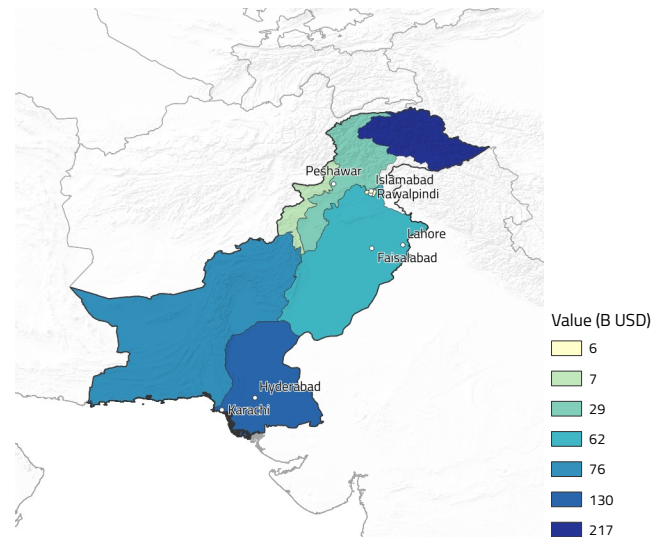 Peshawar
Islamabad
Rawalpindi
Lahore
Faisalabad
Hyderabad
Karachi
Value (B USD)
6
7
29
62
76
130
217